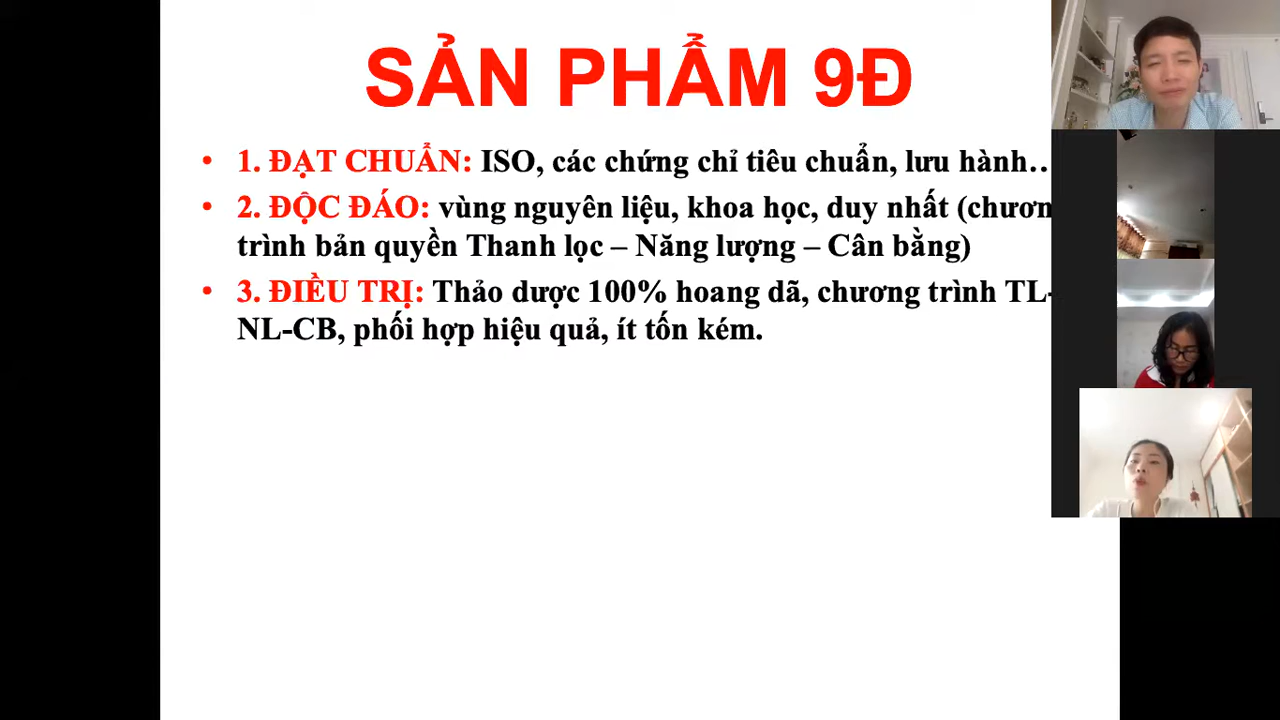 SẢN PHẨM 9Đ
• 1. ĐẠT CHUẨN: ISO, các chứng chỉ tiêu chuẩn, lưu hành…
• 2. ĐỘC ĐÁO: vùng nguyên liệu, khoa học, duy nhất (chươn
trình bản quyền Thanh lọc – Năng lượng – Cân bằng)
• 3. ĐIỀU TRỊ: Thảo dược 100% hoang dã, chương trình TL-
NL-CB, phối hợp hiệu quả, ít tốn kém.